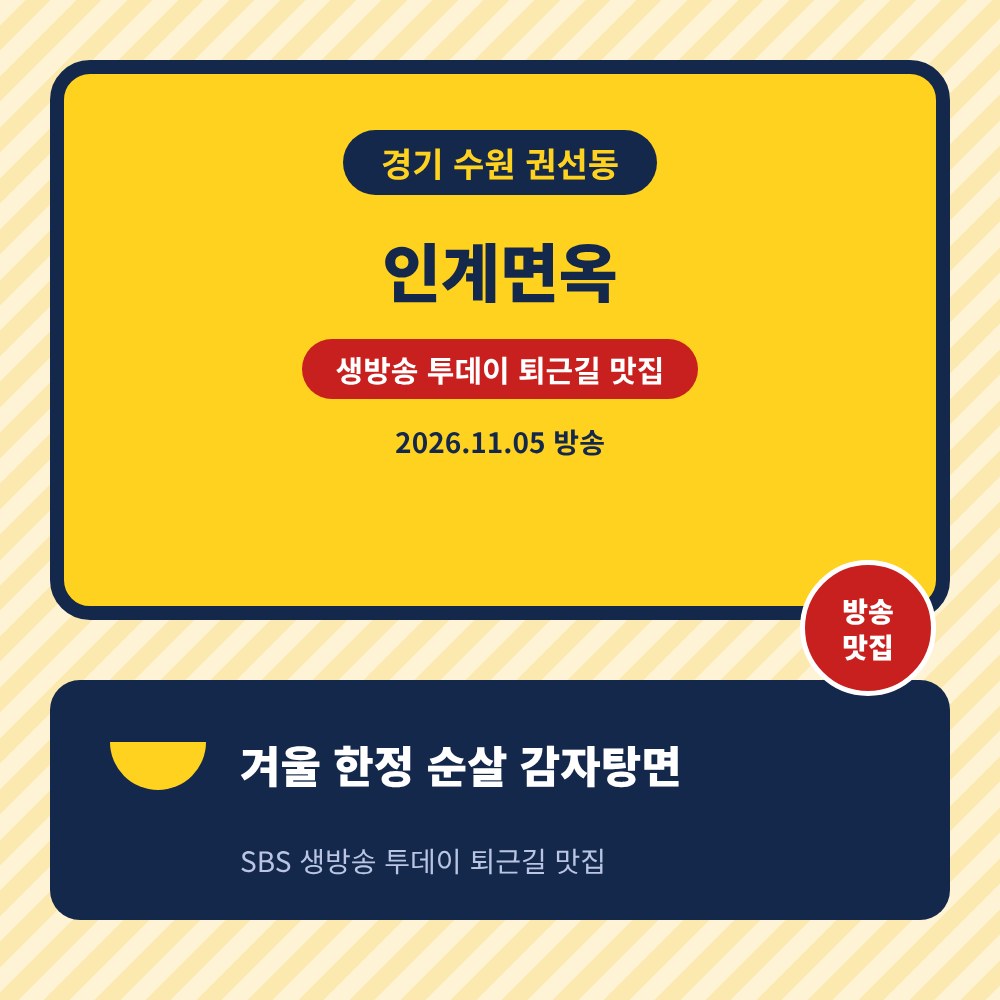 경기 수원 권선동
인계면옥
생방송 투데이 퇴근길 맛집
2026.11.05 방송
방송
맛집
겨울 한정 순살 감자탕면
SBS 생방송 투데이 퇴근길 맛집